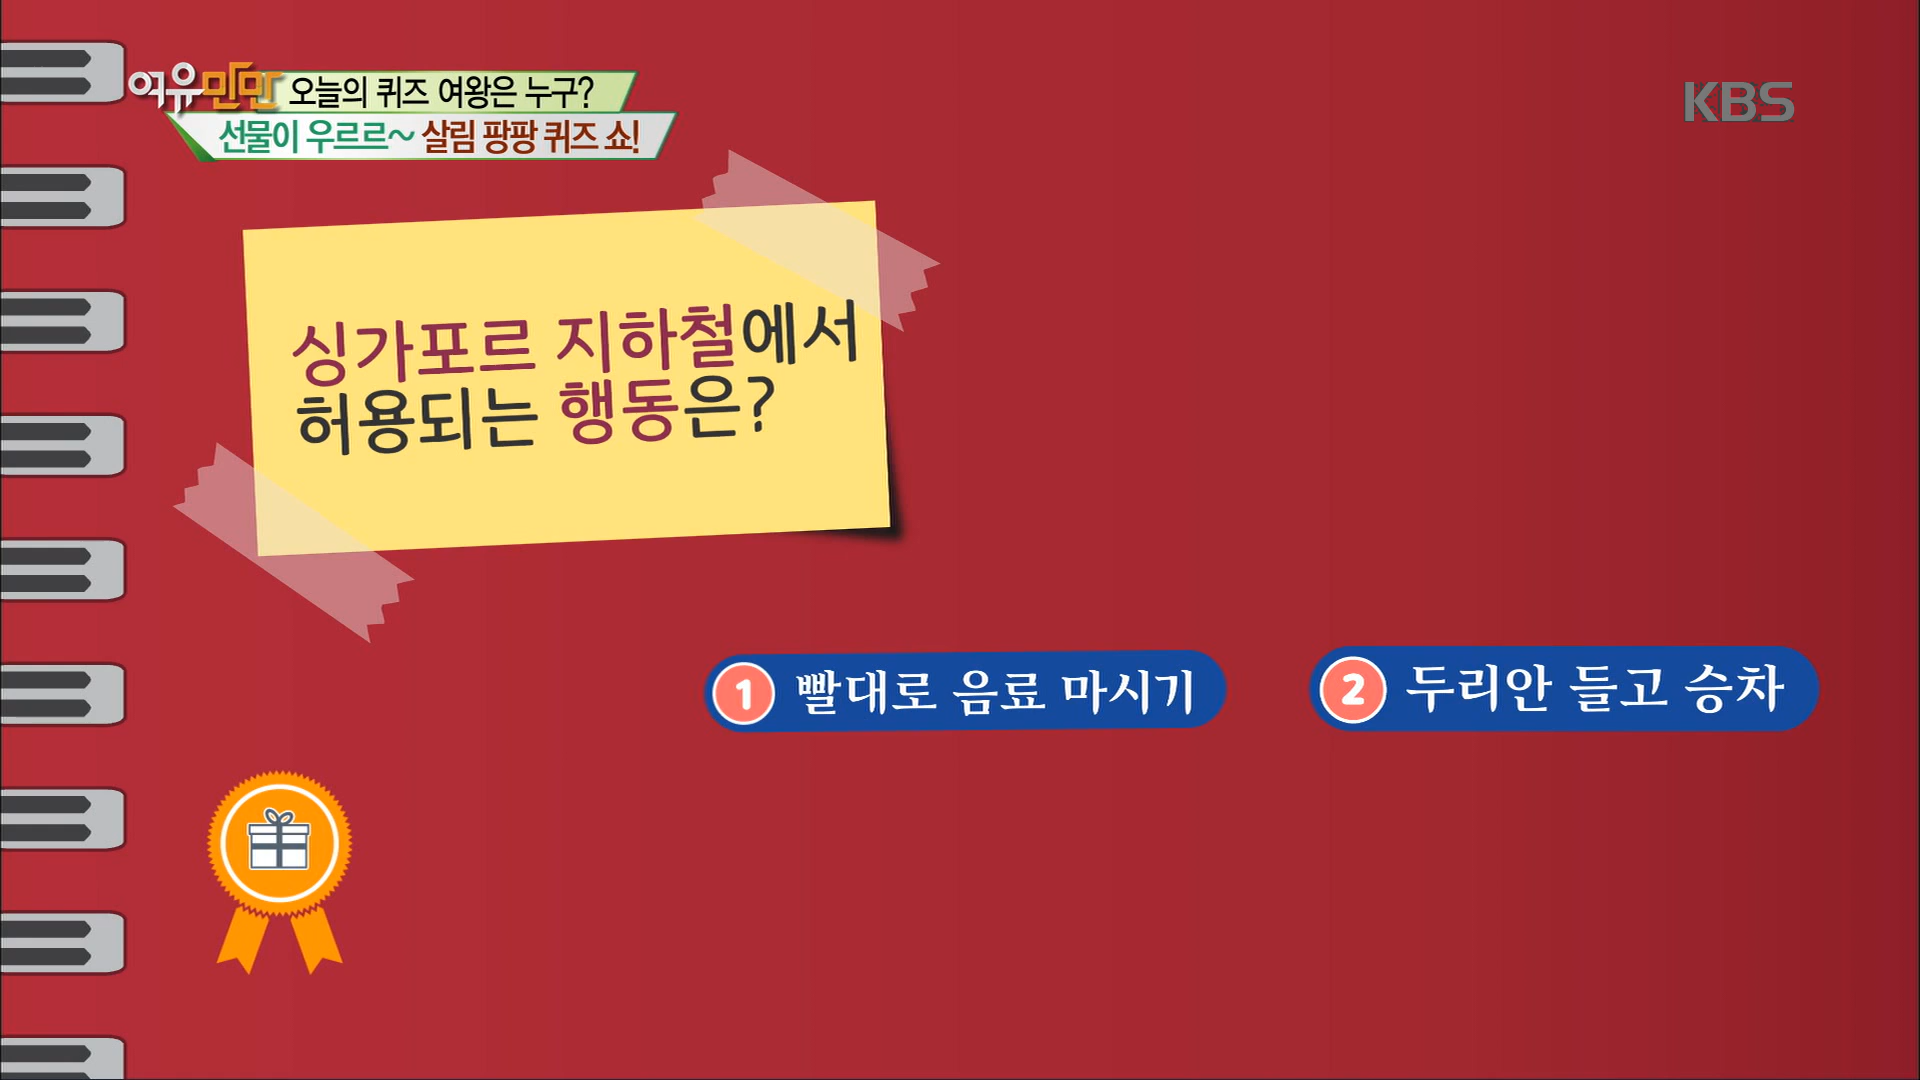 여유만만 오늘의 퀴즈 여왕은 누구?
선물이 우르르~ 살림 팡팡 퀴즈 쇼!
KBS
싱가포르 지하철에서
허용되는 행동은?
1 빨대로 음료 마시기
2 두리안 들고 승차